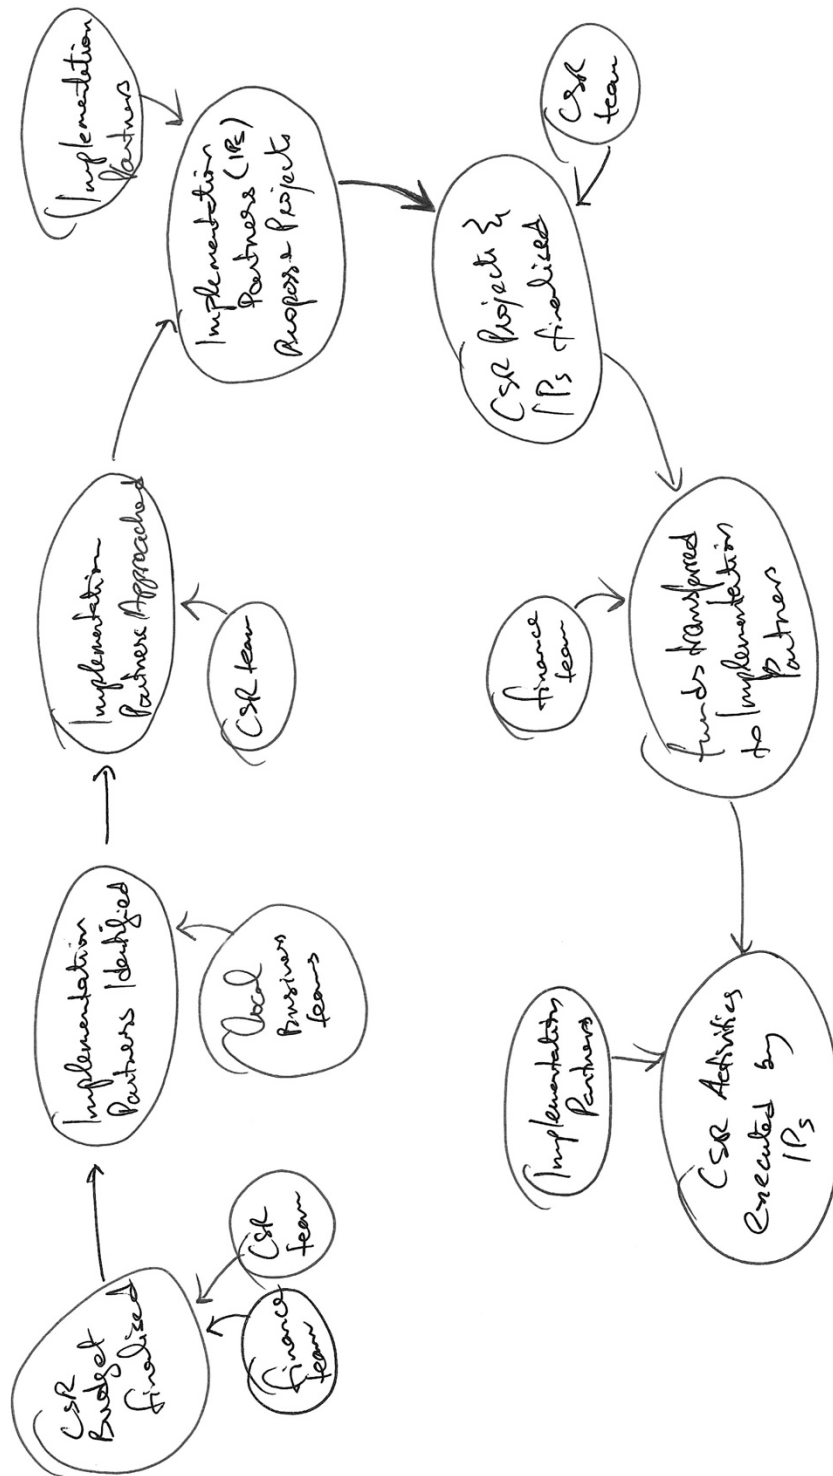 CSR
Budget
finalised
finance
team
CSR
team
Implementation
Partners Identified
Local
Business
teams
Implementation
Partners Approached
CSR team
Implementation
Partners (IPs)
Propose Projects
Implementation
Partners
CSR Projects &
IPs finalised
CSR
team
funds transferred
to Implementation
Partners
finance
team
CSR Activities
executed by
IPs
Implementation
Partners